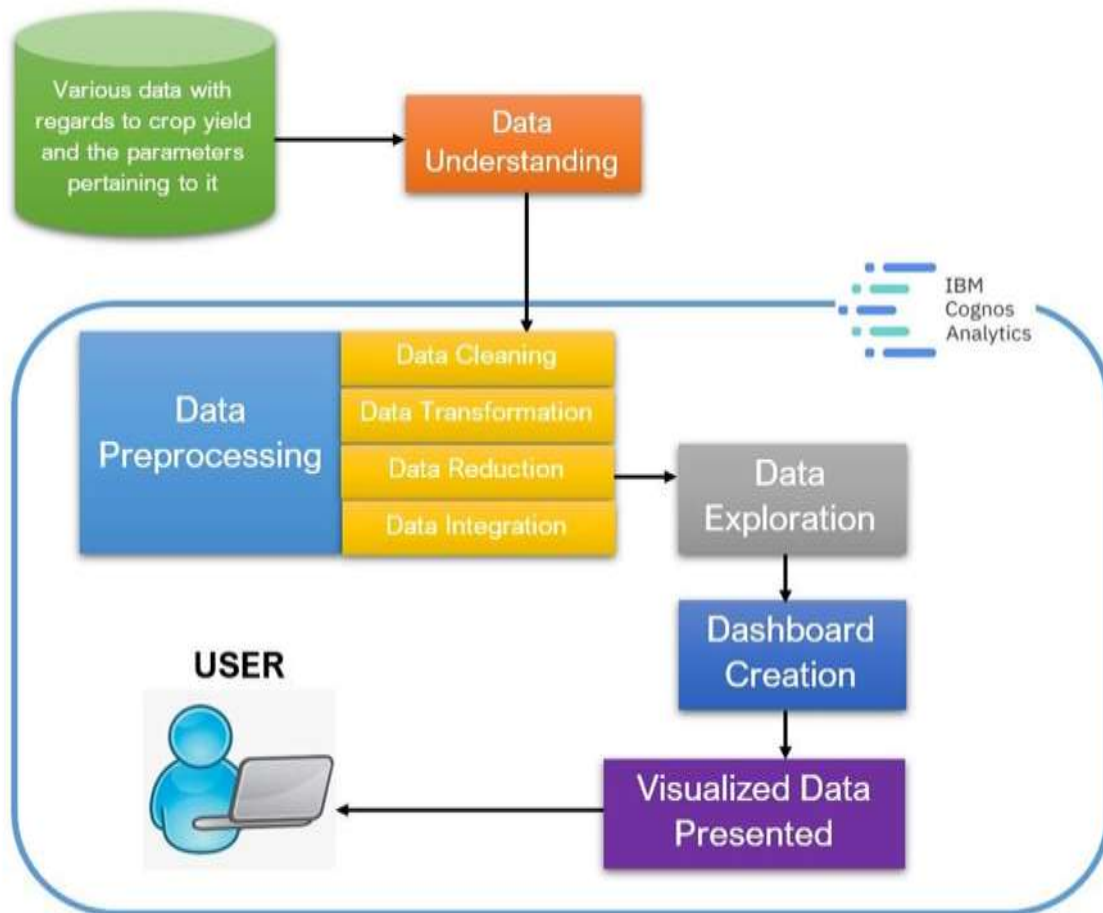 Various data with
regards to crop yield
and the parameters
pertaining to it
Data
Understanding
IBM
Cognos
Analytics
Data
Preprocessing
Data Cleaning
Data Transformation
Data Reduction
Data Integration
Data
Exploration
Dashboard
Creation
USER
Visualized Data
Presented